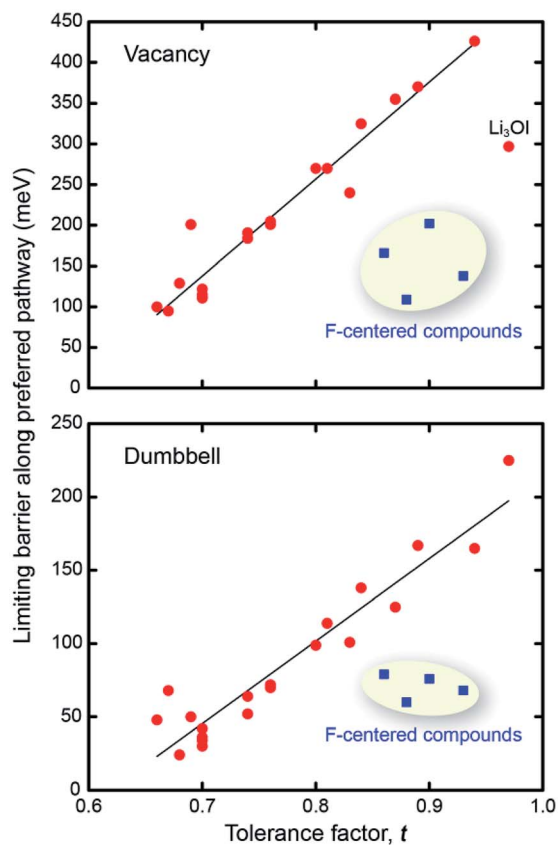 Limiting barrier along preferred pathway (meV)
450
400
350
300
250
200
150
100
50
0
Vacancy
Li₃OI
F-centered compounds
250
200
150
100
50
0
Dumbbell
F-centered compounds
0.6 0.7 0.8 0.9 1.0
Tolerance factor, t